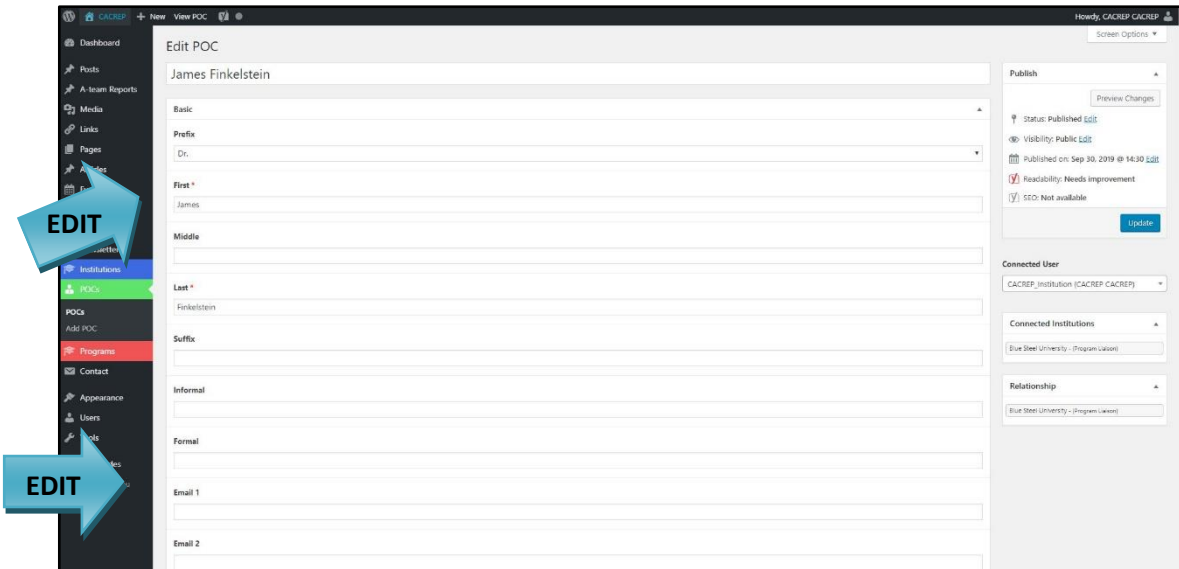 CACREP + New View POC Howdy, CACREP CACREP
Screen Options ▼
Dashboard
Posts
A-team Reports
Media
Links
Pages
Institutions
POCs
POCs
Add POC
Programs
Contact
Appearance
Users
EDIT
EDIT
Edit POC
James Finkelstein
Basic
Prefix
Dr.
First *
James
Middle
Last *
Finkelstein
Suffix
Informal
Formal
Email 1
Email 2
Publish
Preview Changes
Status: Published Edit
Visibility: Public Edit
Published on: Sep 30, 2019 @ 14:30 Edit
Readability: Needs improvement
SEO: Not available
Update
Connected User
CACREP_Institution (CACREP CACREP)
Connected Institutions
Blue Steel University - (Program Liaison)
Relationship
Blue Steel University - (Program Liaison)